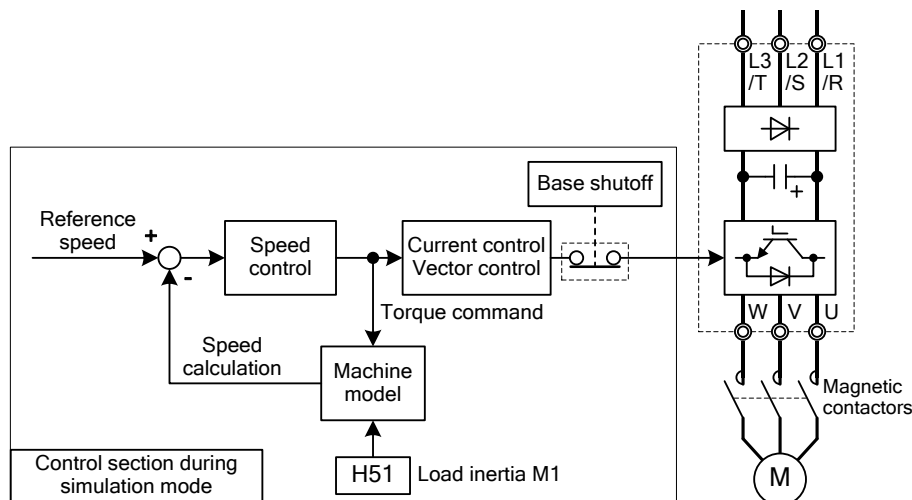 L3 L2 L1
/T /S /R
Base shutoff
Reference
speed
+
-
Speed
control
Current control
Vector control
+
W V U
Torque command
Speed
calculation
Machine
model
Magnetic
contactors
H51
Load inertia M1
M
Control section during
simulation mode